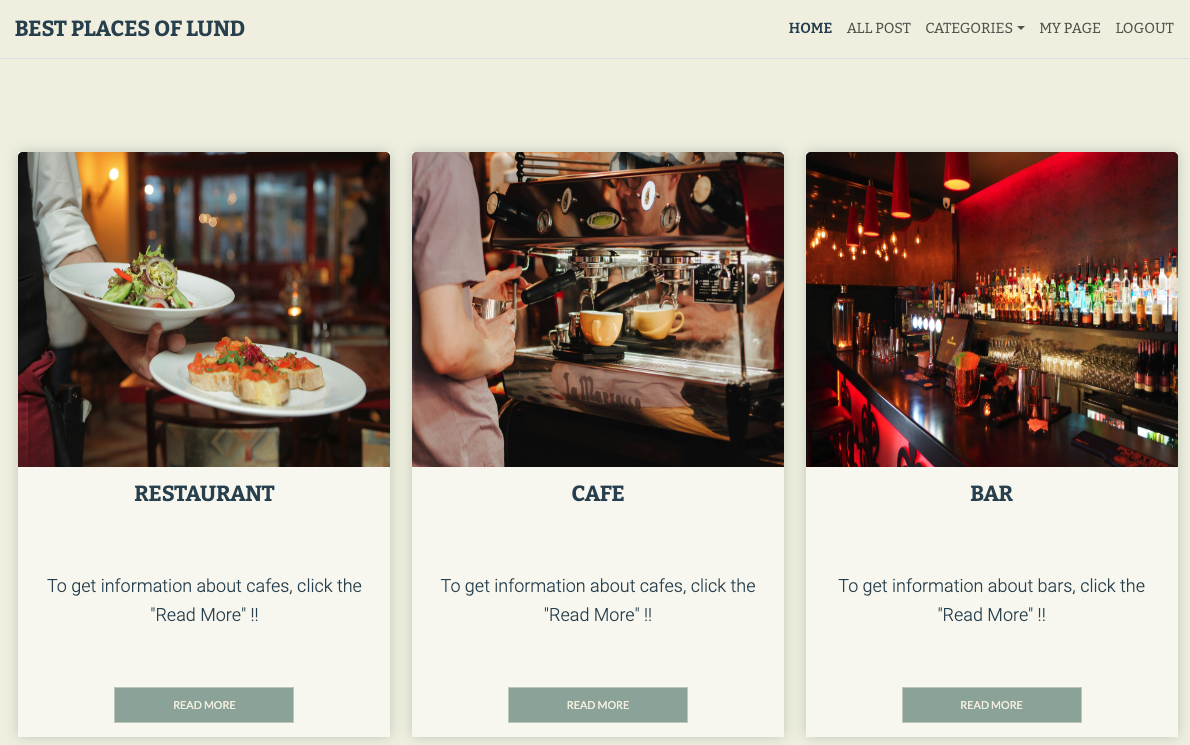 BEST PLACES OF LUND
HOME ALL POST CATEGORIES MY PAGE LOGOUT
RESTAURANT
To get information about cafes, click the
"Read More" !!
READ MORE
CAFE
To get information about cafes, click the
"Read More" !!
READ MORE
BAR
To get information about bars, click the
"Read More" !!
READ MORE